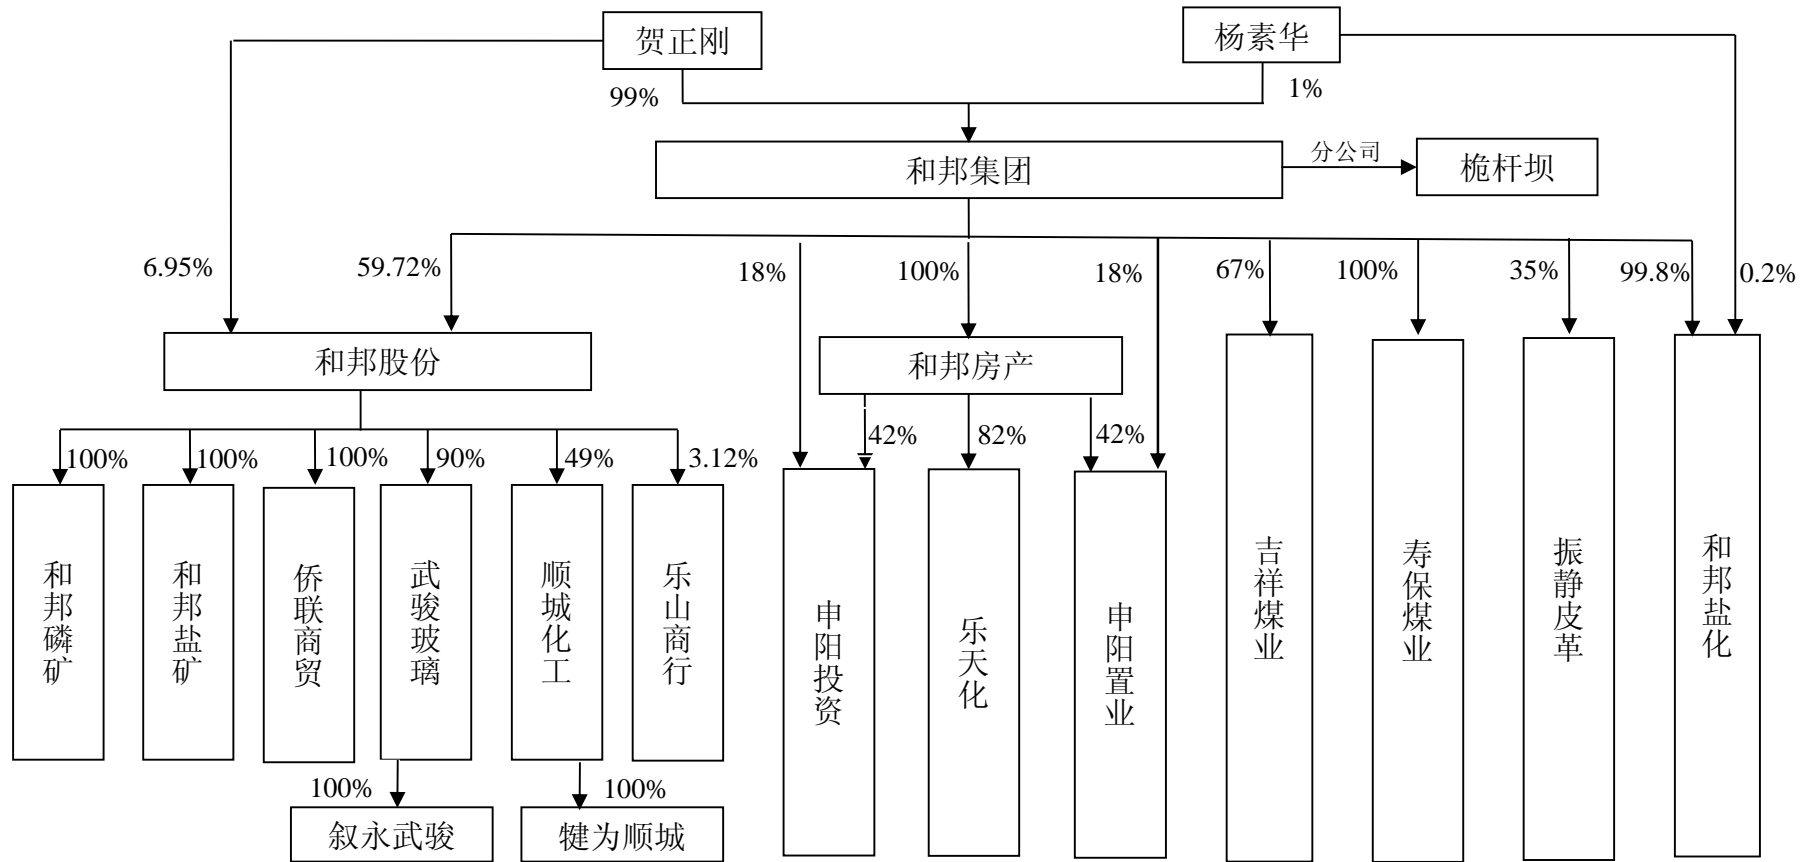 贺正刚
杨素华
99%
1%
和邦集团
分公司
桅杆坝
6.95%
59.72%
18%
100%
18%
67%
100%
35%
99.8%
0.2%
和邦股份
和邦房产
100%
100%
100%
90%
49%
3.12%
42%
82%
42%
和邦磷矿
和邦盐矿
侨联商贸
武骏玻璃
顺城化工
乐山商行
申阳投资
乐天化
申阳置业
吉祥煤业
寿保煤业
振静皮革
和邦盐化
100%
100%
叙永武骏
犍为顺城